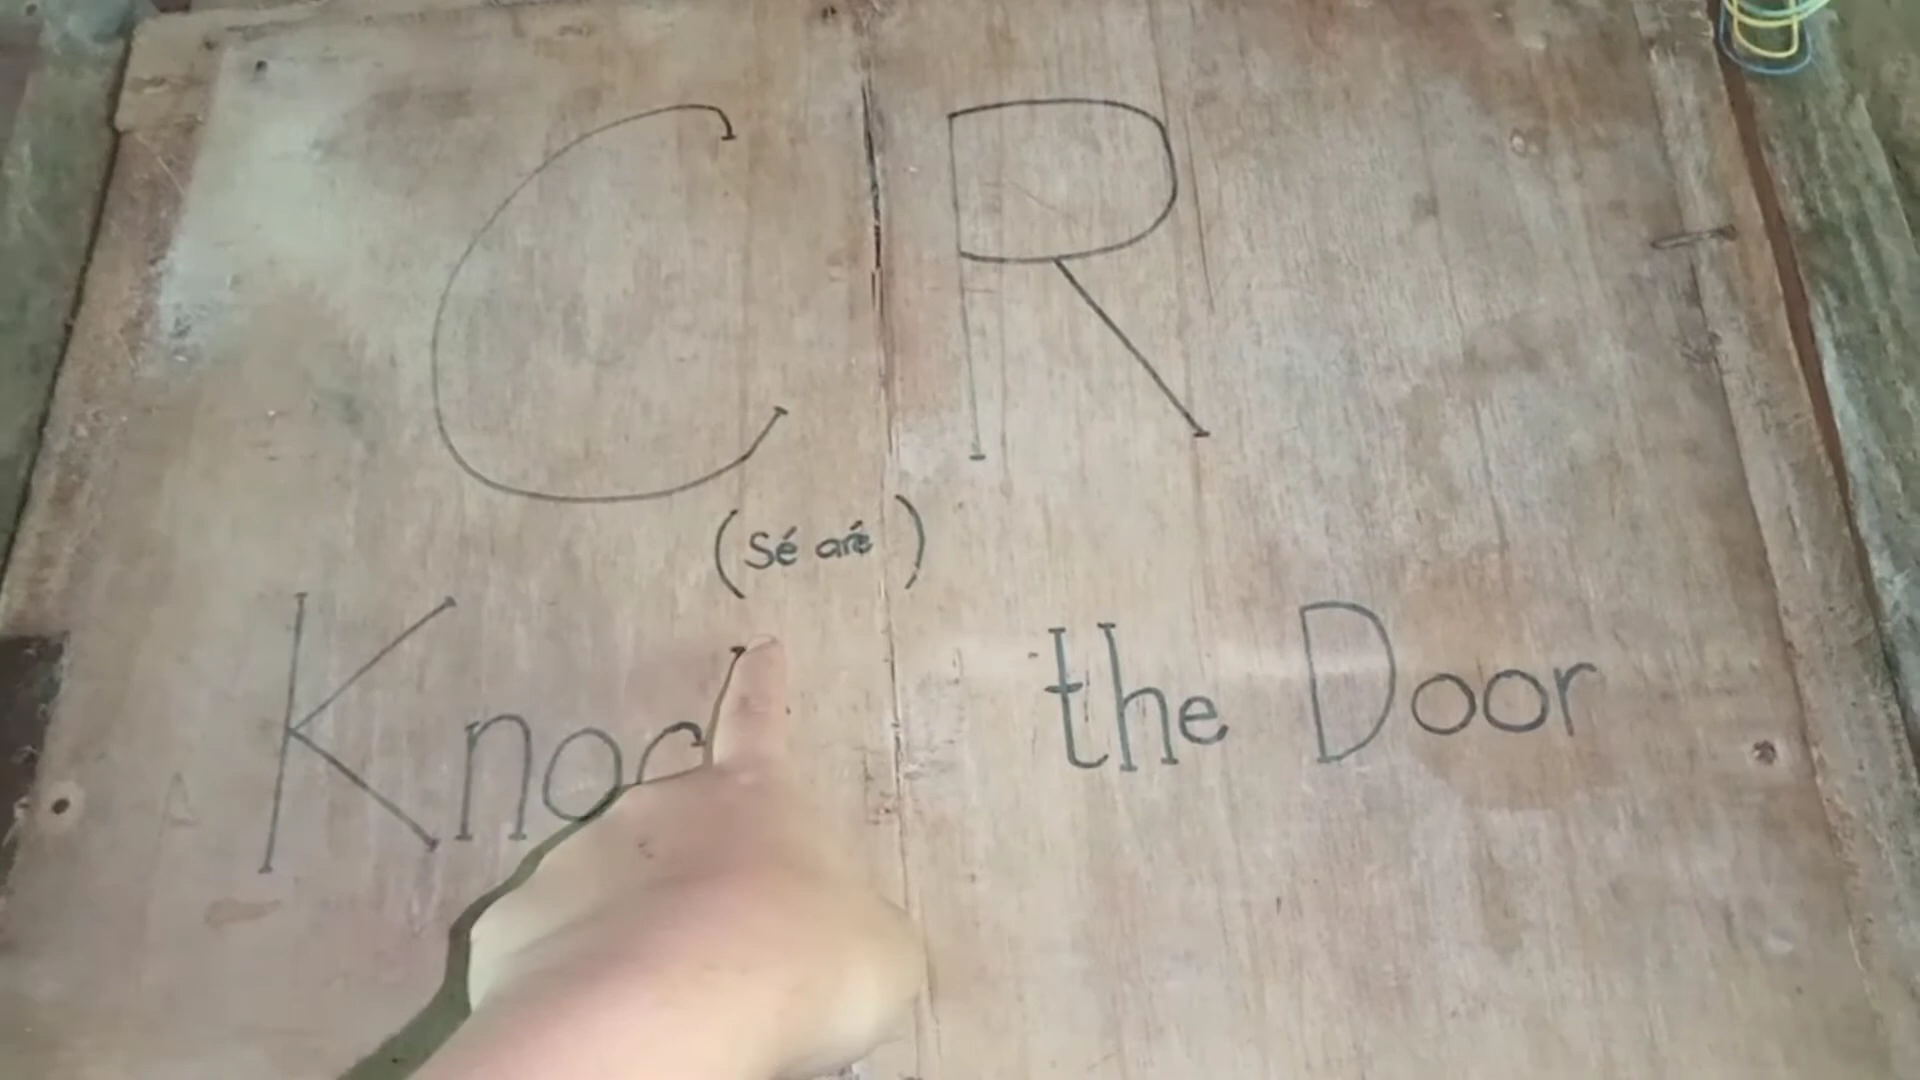 CR
(Sé aré)
the Door